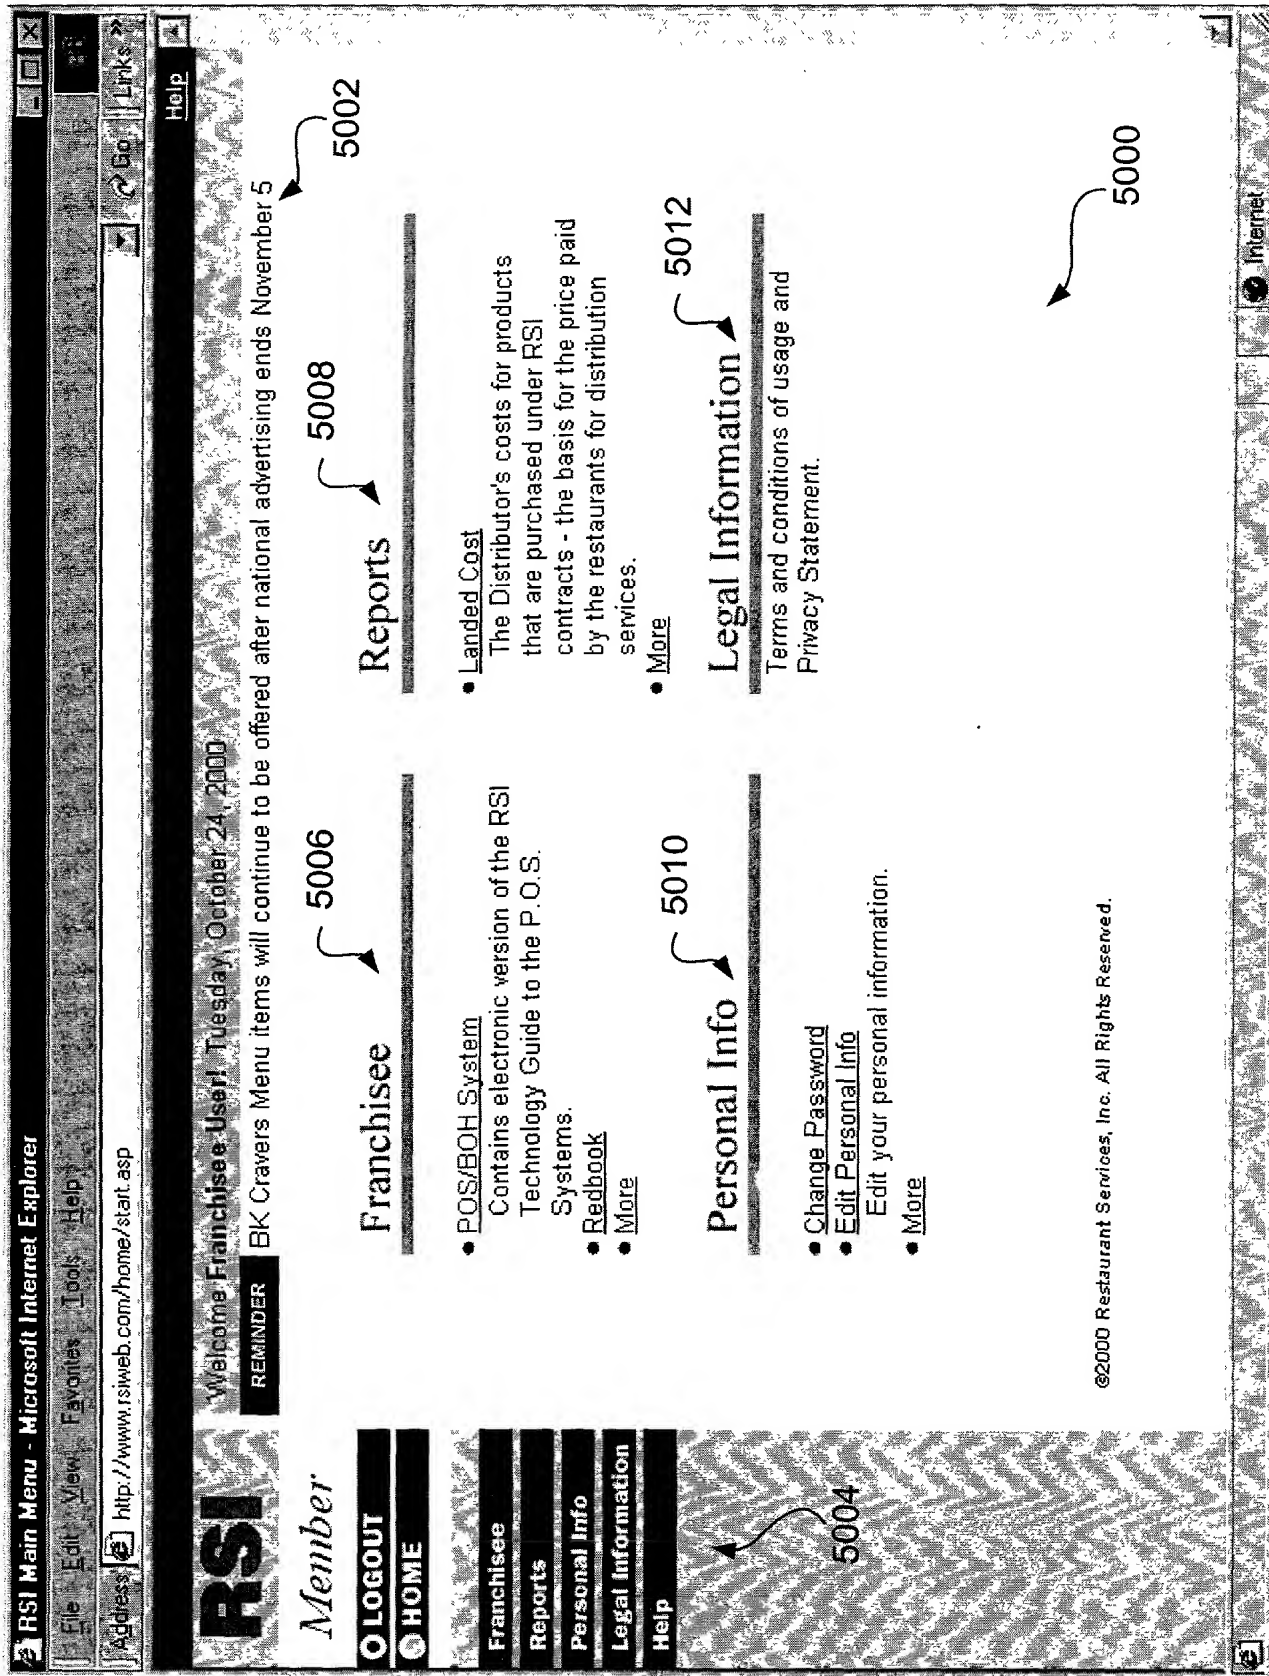 RSI Main Menu - Microsoft Internet Explorer
File Edit View Favorites Tools Help
Address http://www.rsiweb.com/home/start.asp Go Links »
Help
RSI
Welcome Franchisee User! Tuesday, October 24, 2000
REMINDER BK Cravers Menu items will continue to be offered after national advertising ends November 5
5002
Member
LOGOUT
HOME
Franchisee
Reports
Personal Info
Legal Information
Help
5004
5006
Franchisee
• POS/BOH System
Contains electronic version of the RSI
Technology Guide to the P.O.S.
Systems.
• Redbook
• More
5008
Reports
• Landed Cost
The Distributor's costs for products
that are purchased under RSI
contracts - the basis for the price paid
by the restaurants for distribution
services.
• More
5010
Personal Info
• Change Password
• Edit Personal Info
Edit your personal information.
• More
5012
Legal Information
Terms and conditions of usage and
Privacy Statement.
5000
©2000 Restaurant Services, Inc. All Rights Reserved.
Internet